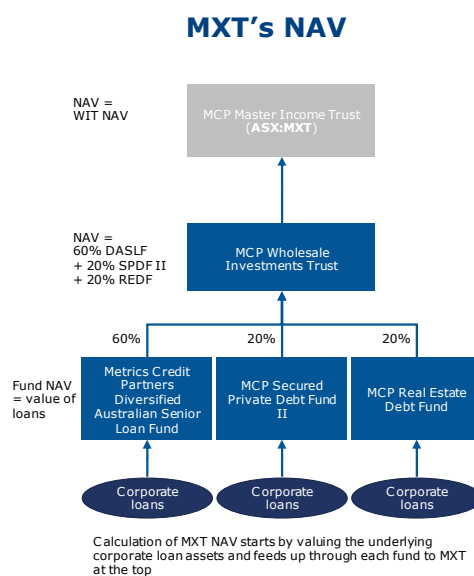 MXT's NAV
NAV =
WIT NAV
MCP Master Income Trust
(ASX:MXT)
NAV =
60% DASLF
+ 20% SPDF II
+ 20% REDF
MCP Wholesale
Investments Trust
60%
20%
20%
Fund NAV
= value of
loans
Metrics Credit
Partners
Diversified
Australian Senior
Loan Fund
MCP Secured
Private Debt Fund
II
MCP Real Estate
Debt Fund
Corporate
loans
Corporate
loans
Corporate
loans
Calculation of MXT NAV starts by valuing the underlying
corporate loan assets and feeds up through each fund to MXT
at the top